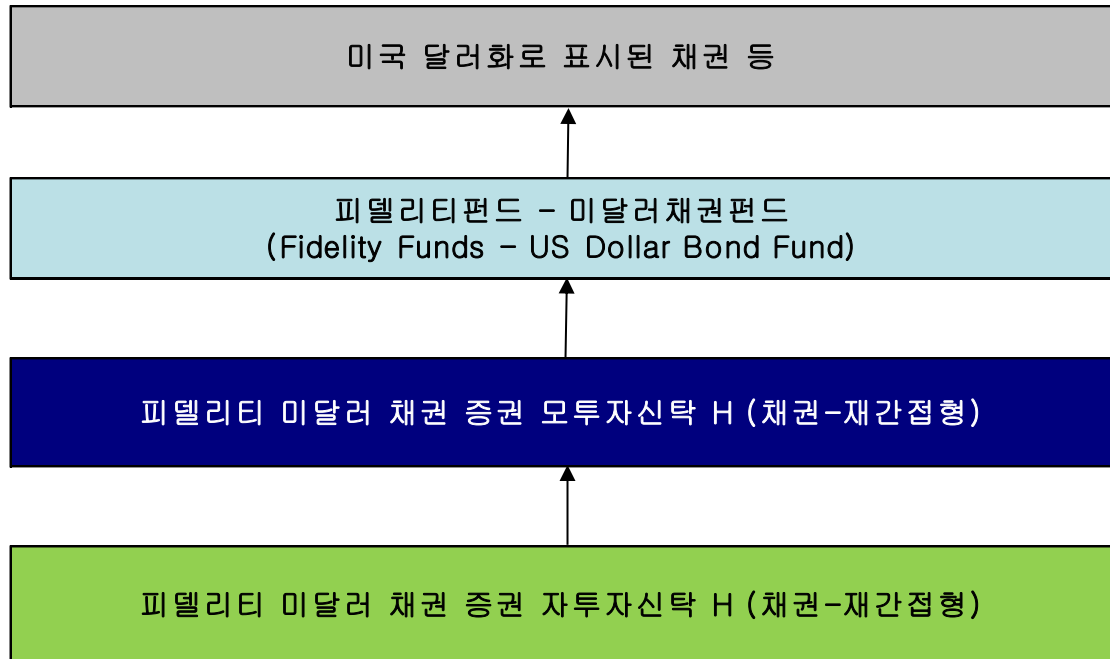 미국 달러화로 표시된 채권 등
피델리티펀드 - 미달러채권펀드
(Fidelity Funds - US Dollar Bond Fund)
피델리티 미달러 채권 증권 모투자신탁 H (채권-재간접형)
피델리티 미달러 채권 증권 자투자신탁 H (채권-재간접형)